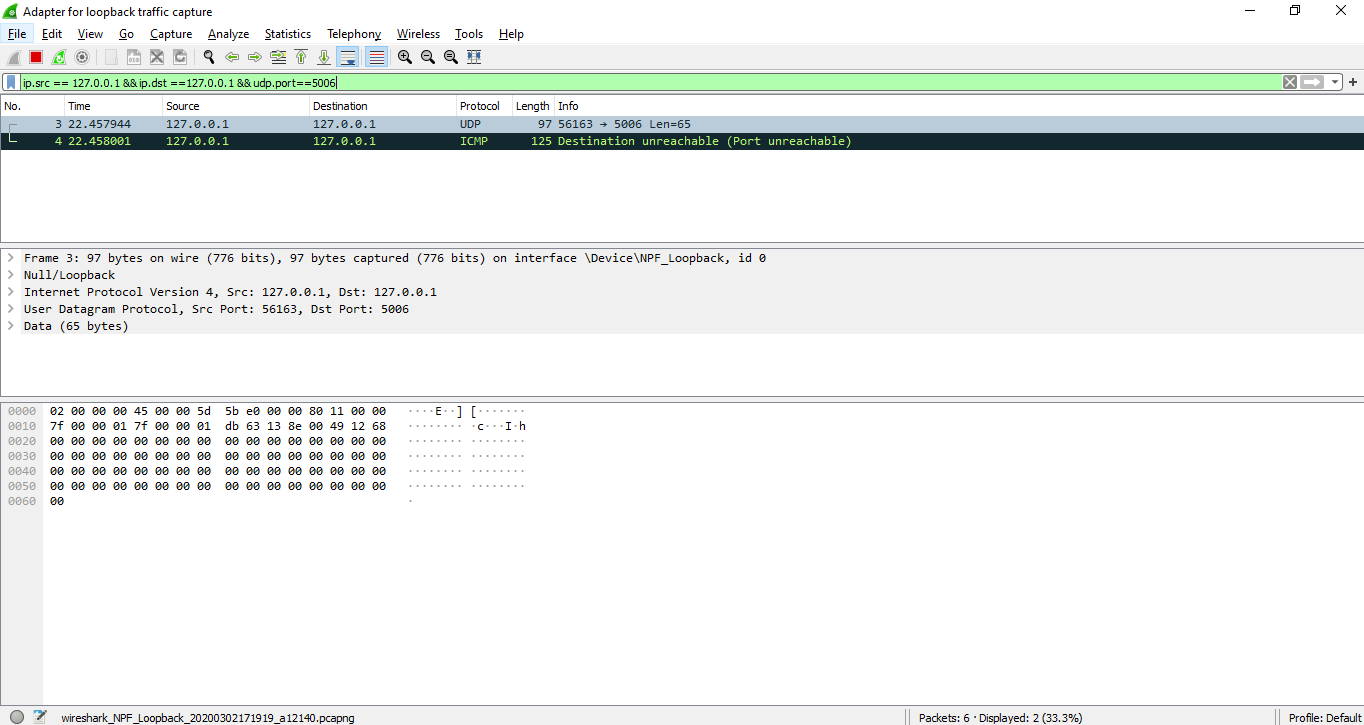 Adapter for loopback traffic capture
File Edit View Go Capture Analyze Statistics Telephony Wireless Tools Help
ip.src == 127.0.0.1 && ip.dst ==127.0.0.1 && udp.port==5006
No. Time Source Destination Protocol Length Info
3 22.457944 127.0.0.1 127.0.0.1 UDP 97 56163 → 5006 Len=65
4 22.458001 127.0.0.1 127.0.0.1 ICMP 125 Destination unreachable (Port unreachable)
> Frame 3: 97 bytes on wire (776 bits), 97 bytes captured (776 bits) on interface \Device\NPF_Loopback, id 0
> Null/Loopback
> Internet Protocol Version 4, Src: 127.0.0.1, Dst: 127.0.0.1
> User Datagram Protocol, Src Port: 56163, Dst Port: 5006
> Data (65 bytes)
0000 02 00 00 00 45 00 00 5d 5b e0 00 00 80 11 00 00 ····E··] [·······
0010 7f 00 00 01 7f 00 00 01 db 63 13 8e 00 49 12 68 ········ ·c···I·h
0020 00 00 00 00 00 00 00 00 00 00 00 00 00 00 00 00 ········ ········
0030 00 00 00 00 00 00 00 00 00 00 00 00 00 00 00 00 ········ ········
0040 00 00 00 00 00 00 00 00 00 00 00 00 00 00 00 00 ········ ········
0050 00 00 00 00 00 00 00 00 00 00 00 00 00 00 00 00 ········ ········
0060 00 ·
wireshark_NPF_Loopback_20200302171919_a12140.pcapng Packets: 6 · Displayed: 2 (33.3%) Profile: Default